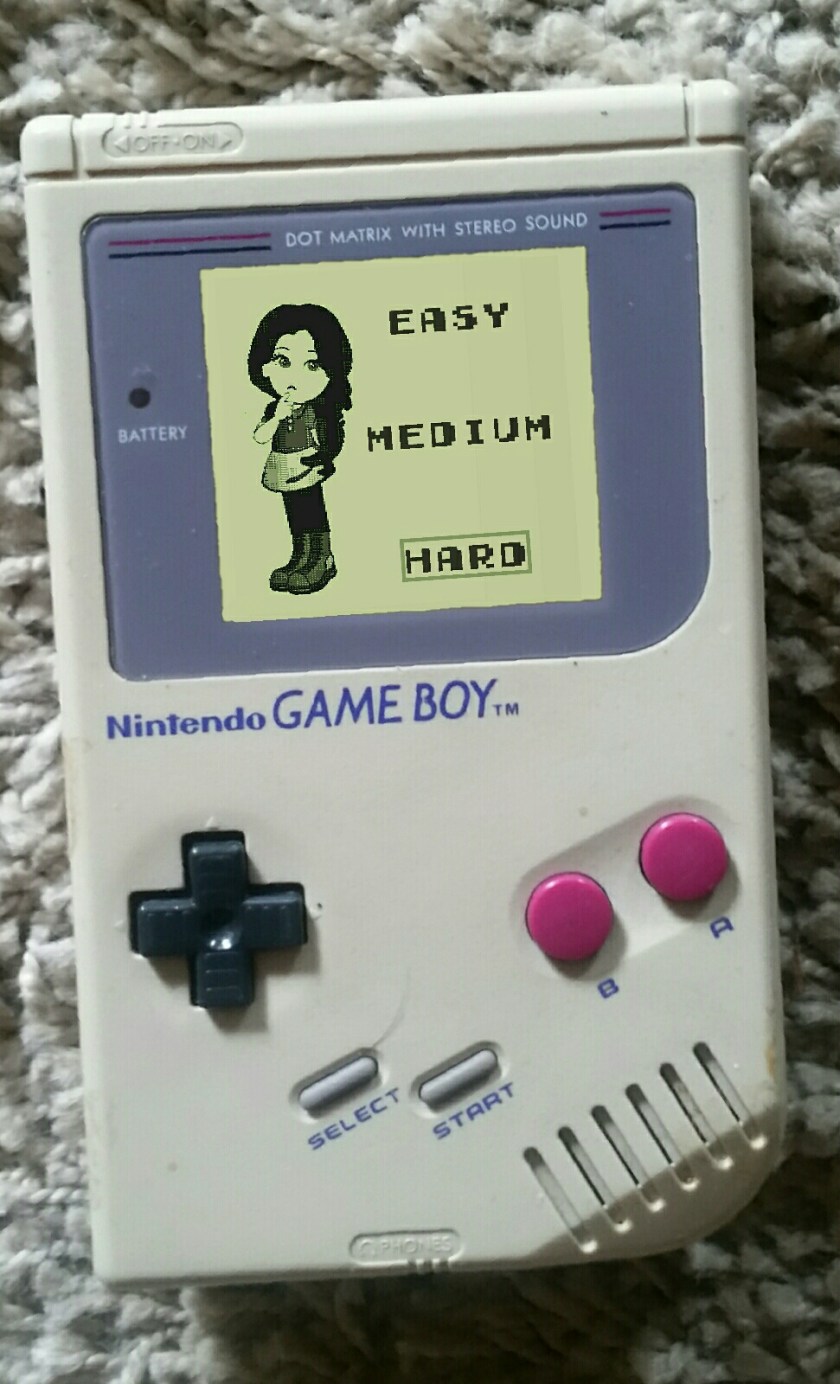 ◁OFF•ON▷
DOT MATRIX WITH STEREO SOUND
EASY
BATTERY
MEDIUM
HARD
Nintendo GAME BOY™
A
B
SELECT
START
PHONES